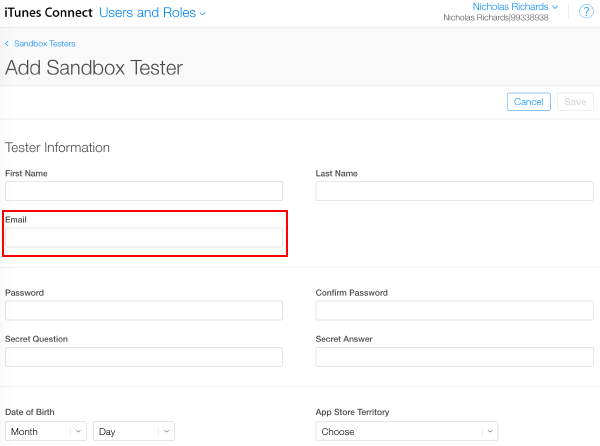 iTunes Connect Users and Roles
Nicholas Richards
Nicholas Richards|99338938
?
Sandbox Testers
Add Sandbox Tester
Cancel Save
Tester Information
First Name Last Name
Email
Password Confirm Password
Secret Question Secret Answer
Date of Birth App Store Territory
Month Day Choose